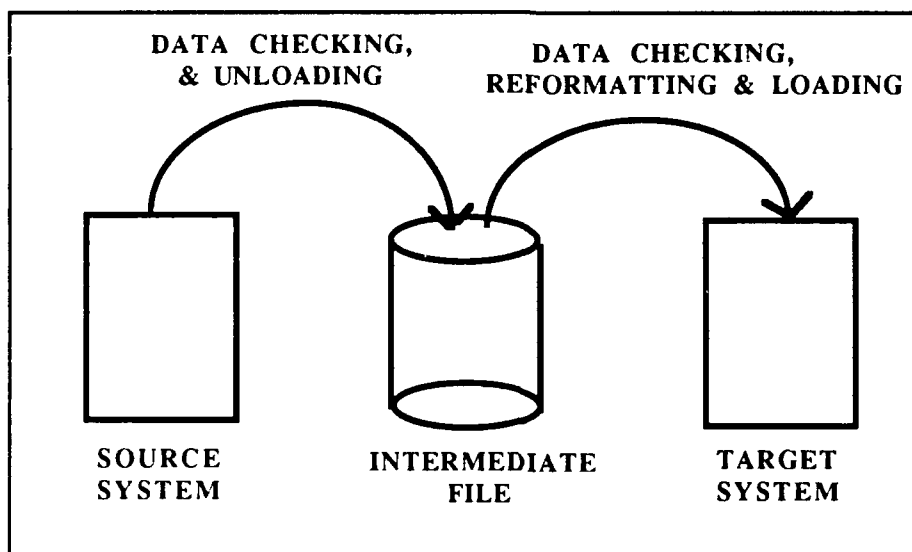 DATA CHECKING,
& UNLOADING
DATA CHECKING,
REFORMATTING & LOADING
SOURCE
SYSTEM
INTERMEDIATE
FILE
TARGET
SYSTEM